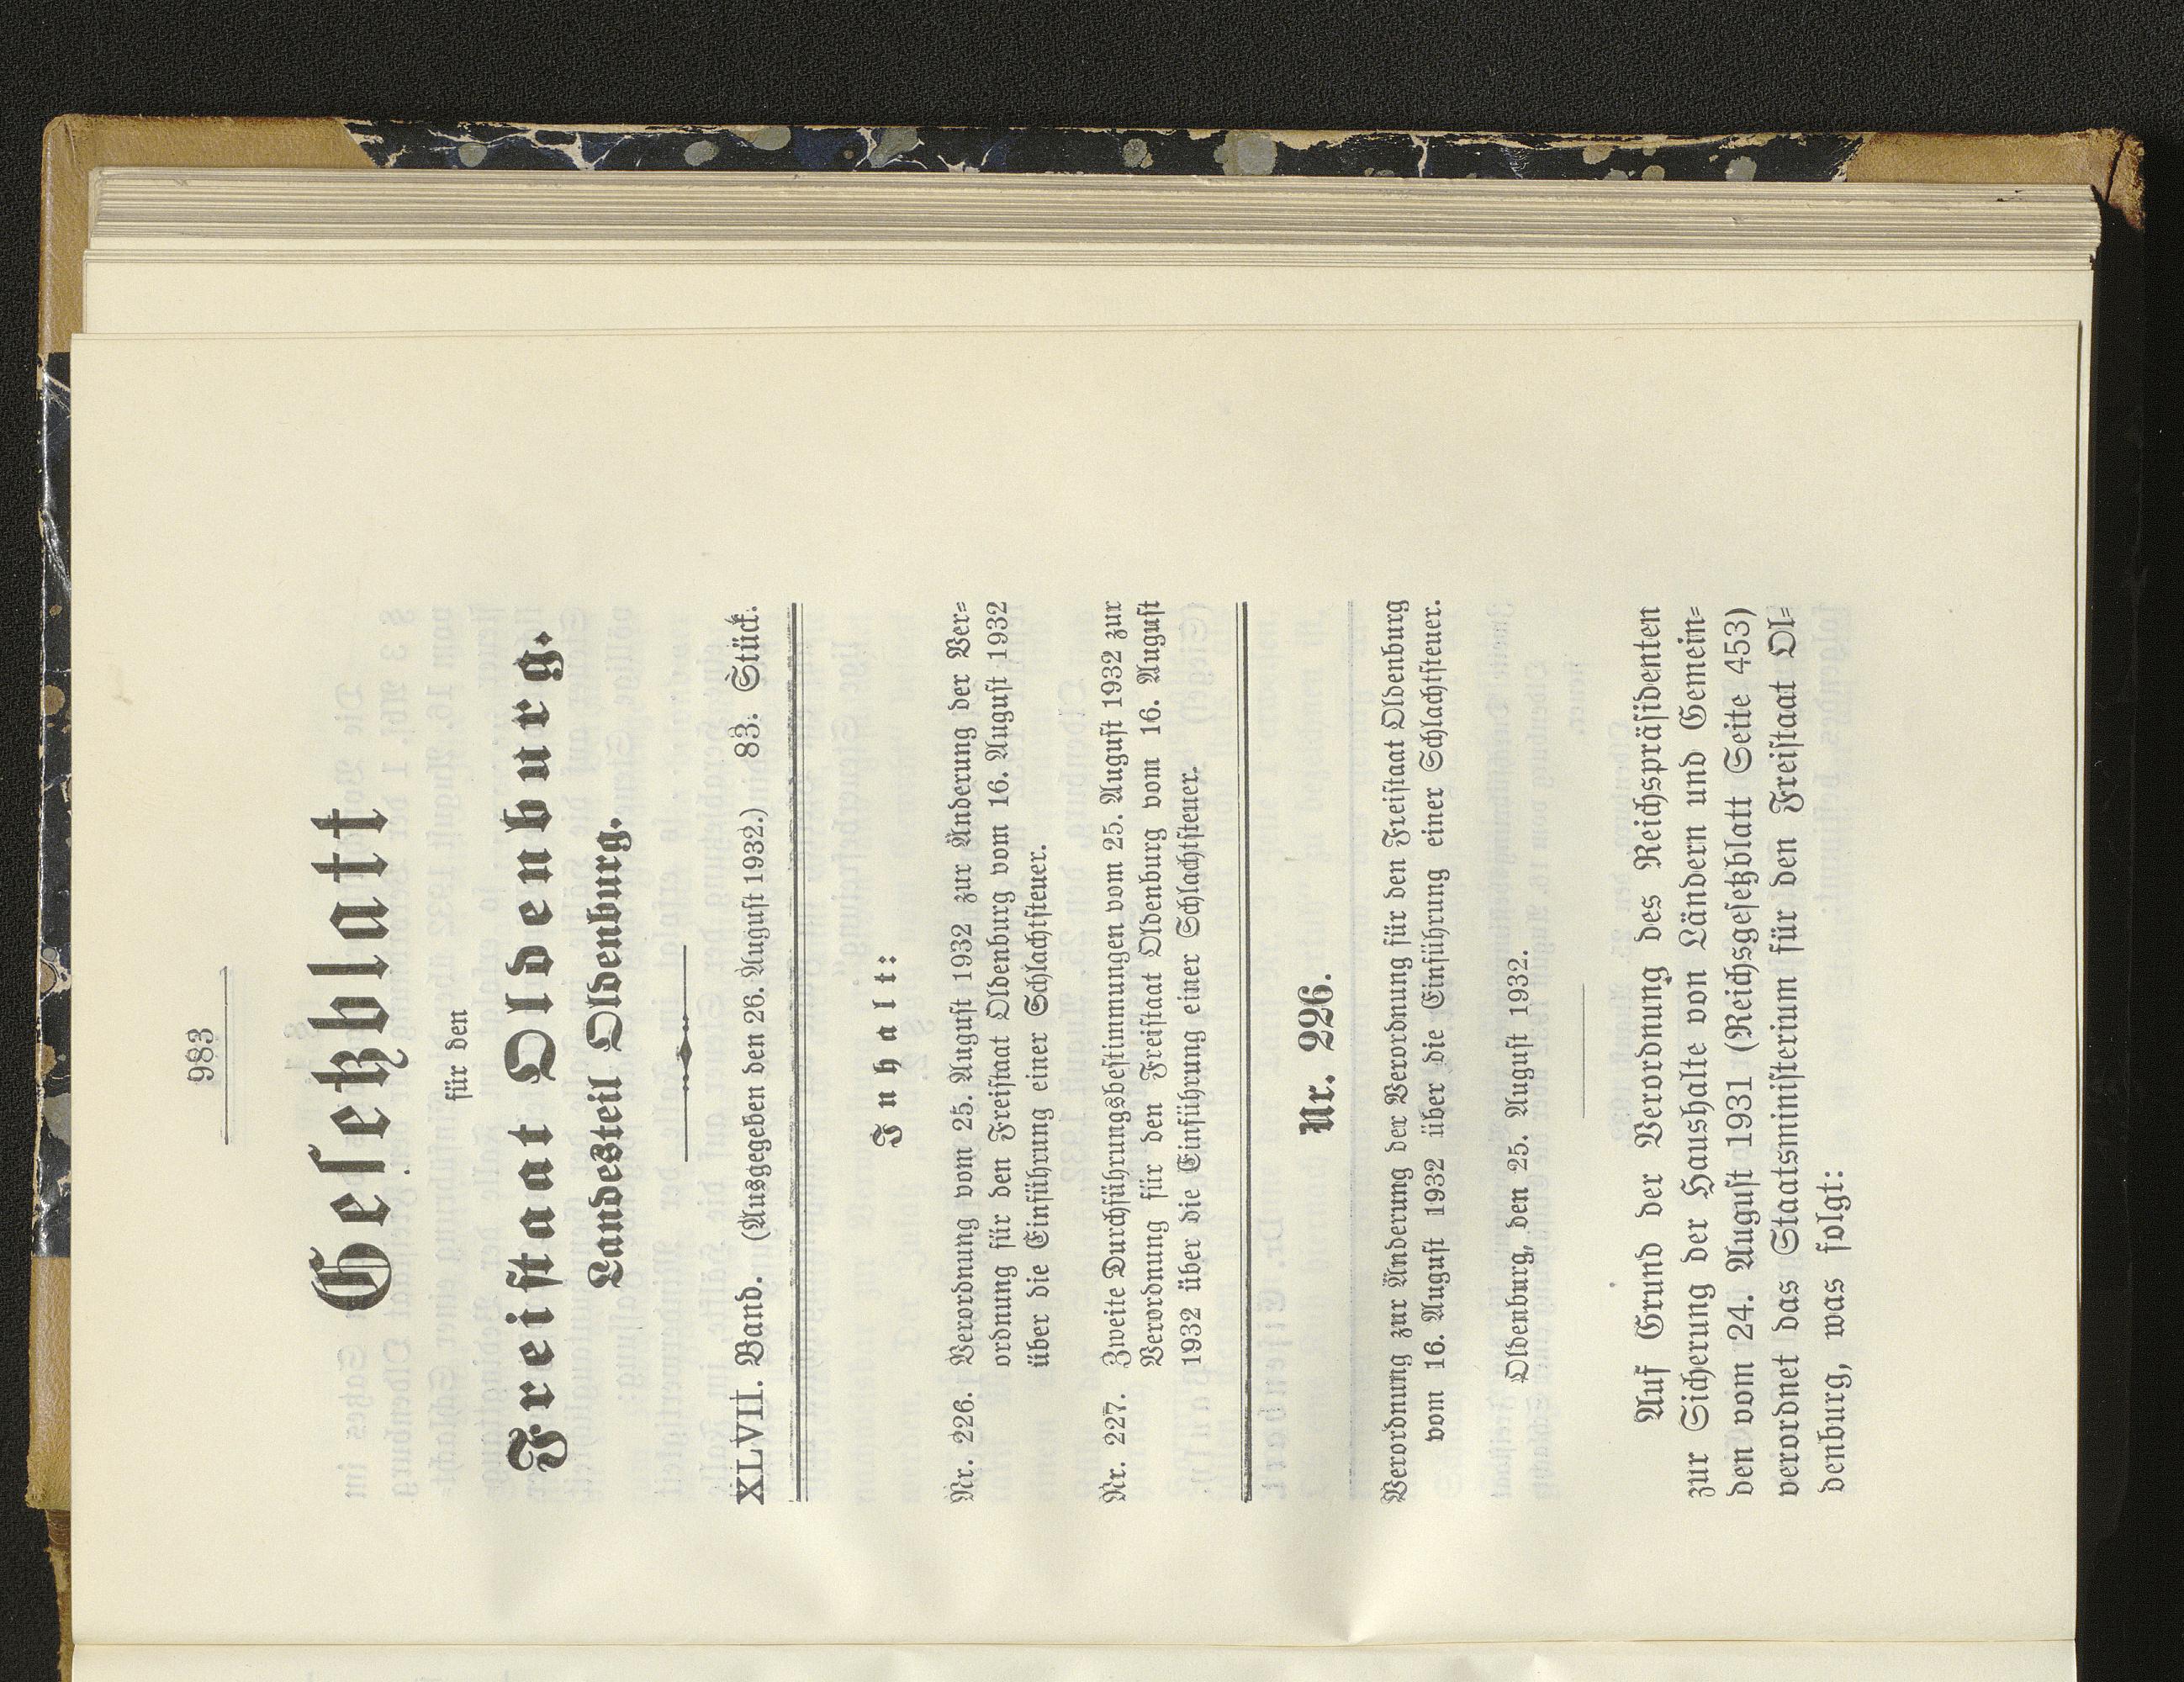 983
Gesetzblatt
für den
Freistaat Oldenburg.
Landesteil Oldenburg.
XLVII. Band. (Ausgegeben den 26. August 1932.) 83. Stück.
Inhalt:
Nr. 226. Verordnung vom 25. August 1932 zur Änderung der Ver-
ordnung für den Freistaat Oldenburg vom 16. August 1932
über die Einführung einer Schlachtsteuer.
Nr. 227. Zweite Durchführungsbestimmungen vom 25. August 1932 zur
Verordnung für den Freistaat Oldenburg vom 16. August
1932 über die Einführung einer Schlachtsteuer.
Nr. 226.
Verordnung zur Änderung der Verordnung für den Freistaat Oldenburg
vom 16. August 1932 über die Einführung einer Schlachtsteuer.
Oldenburg, den 25. August 1932.
Auf Grund der Verordnung des Reichspräsidenten
zur Sicherung der Haushalte von Ländern und Gemein-
den vom 24. August 1931 (Reichsgesetzblatt Seite 453)
verordnet das Staatsministerium für den Freistaat Ol-
denburg, was folgt: